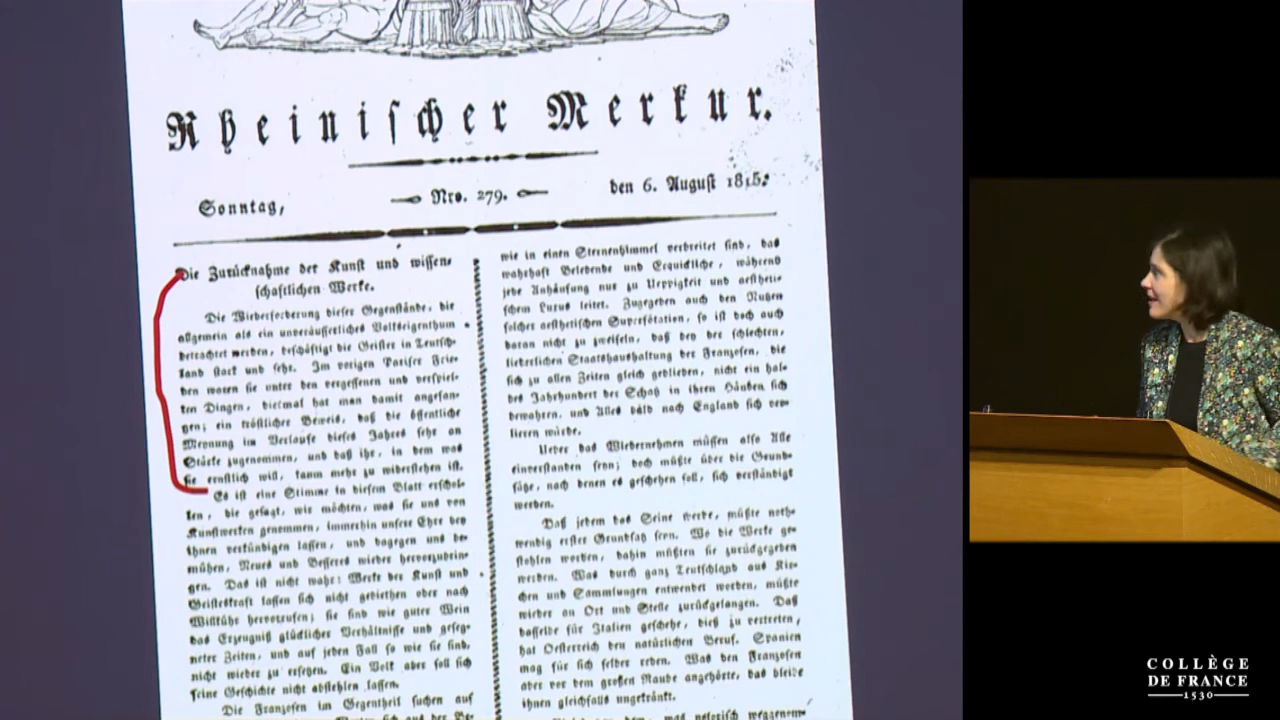 Rheinischer Merkur.
Sonntag, Nro. 279. den 6. August 1815.
Die Zurücknahme der Kunst und wissen-
schaftlichen Werke.
Die Wiederforderung dieser Gegenstände, die
allgemein als ein unveräusserliches Volkseigenthum
betrachtet werden, beschäftigt die Geister in Teutsch-
land stark und sehr. Im vorigen Pariser Frie-
den waren sie unter den vergessenen und verspiel-
ten Dingen, diesmal hat man damit angefan-
gen; ein tröstlicher Beweis, daß die öffentliche
Meynung im Verlaufe dieses Jahres sehr an
Stärke zugenommen, und daß ihr, in dem was
sie ernstlich will, kaum mehr zu widerstehen ist.
Es ist eine Stimme in diesem Blatt erschol-
len, die gesagt, wir möchten, was sie uns von
Kunstwerken genommen, immerhin unsre Ehre bey
ihnen verkündigen lassen, und dagegen uns be-
mühen, Neues und Besseres wieder hervorzubrin-
gen. Das ist nicht wahr: Werke der Kunst und
Geisteskraft lassen sich nicht gebiethen oder nach
Willkühr hervorrufen; sie sind wie guter Wein
das Erzeugniß glücklicher Verhältnisse und geseg-
neter Zeiten, und auf jeden Fall so wie sie sind,
nicht wieder zu ersetzen. Ein Volk aber soll sich
seine Geschichte nicht abstehlen lassen.
Die Franzosen im Gegentheil suchen auf
wie in einen Sternenhimmel verbreitet sind, das
wahrhaft Belebende und Erquickliche, während
jede Anhäufung nur zu Ueppigkeit und aestheti-
schem Luxus leitet. Zugegeben auch den Nutzen
solcher aesthetischen Superfötation, so ist doch auch
daran nicht zu zweifeln, daß bey der schlechten,
liederlichen Staatshaushaltung der Franzosen, die
sich zu allen Zeiten gleich geblieben, nicht ein hal-
bes Jahrhundert der Schatz in ihren Händen sich
bewahren, und Alles bald nach England sich ver-
lieren würde.
Ueber das Wiedernehmen müssen also Alle
einverstanden seyn; doch müßte über die Grund-
säße, nach denen es geschehen soll, sich verständigt
werden.
Daß jedem das Seine werde, müßte noth-
wendig erster Grundsatz seyn. Wo die Werke ge-
stohlen worden, dahin müßten sie zurückgegeben
werden. Was durch ganz Teutschland aus Kir-
chen und Sammlungen entwendet worden, müßte
wieder an Ort und Stelle zurückgelangen. Daß
dasselbe für Italien geschehe, dieß zu vertreten,
hat Oesterreich den natürlichen Beruf. Spanien
mag für sich selber reden. Was den Franzosen
aber vor dem großen Raube angehörte, das bleibe
ihnen gleichfalls ungekränkt.
COLLÈGE
DE FRANCE
1530